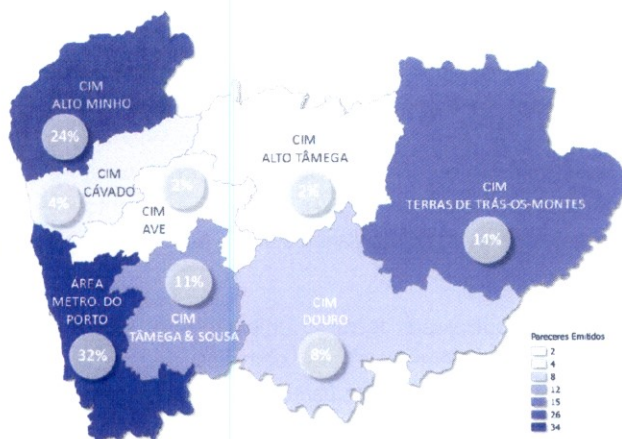 CIM
ALTO MINHO
24%
CIM
CÁVADO
4%
2%
CIM
AVE
CIM
ALTO TÂMEGA
2%
CIM
TERRAS DE TRÁS-OS-MONTES
14%
ÁREA
METRO. DO
PORTO
32%
11%
CIM
TÂMEGA & SOUSA
CIM
DOURO
8%
Pareceres Emitidos
2
4
8
12
15
26
34